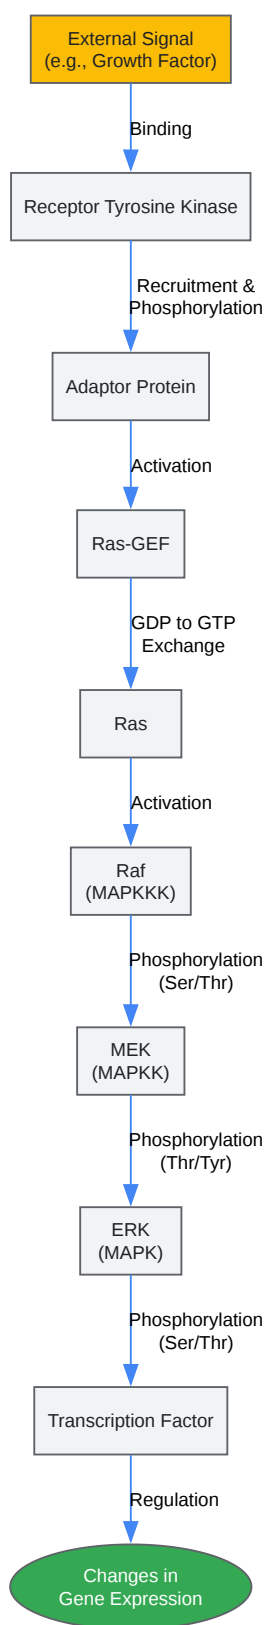 External Signal
(e.g., Growth Factor)
Binding
Receptor Tyrosine Kinase
Recruitment &
Phosphorylation
Adaptor Protein
Activation
Ras-GEF
GDP to GTP
Exchange
Ras
Activation
Raf
(MAPKKK)
Phosphorylation
(Ser/Thr)
MEK
(MAPKK)
Phosphorylation
(Thr/Tyr)
ERK
(MAPK)
Phosphorylation
(Ser/Thr)
Transcription Factor
Regulation
Changes in
Gene Expression